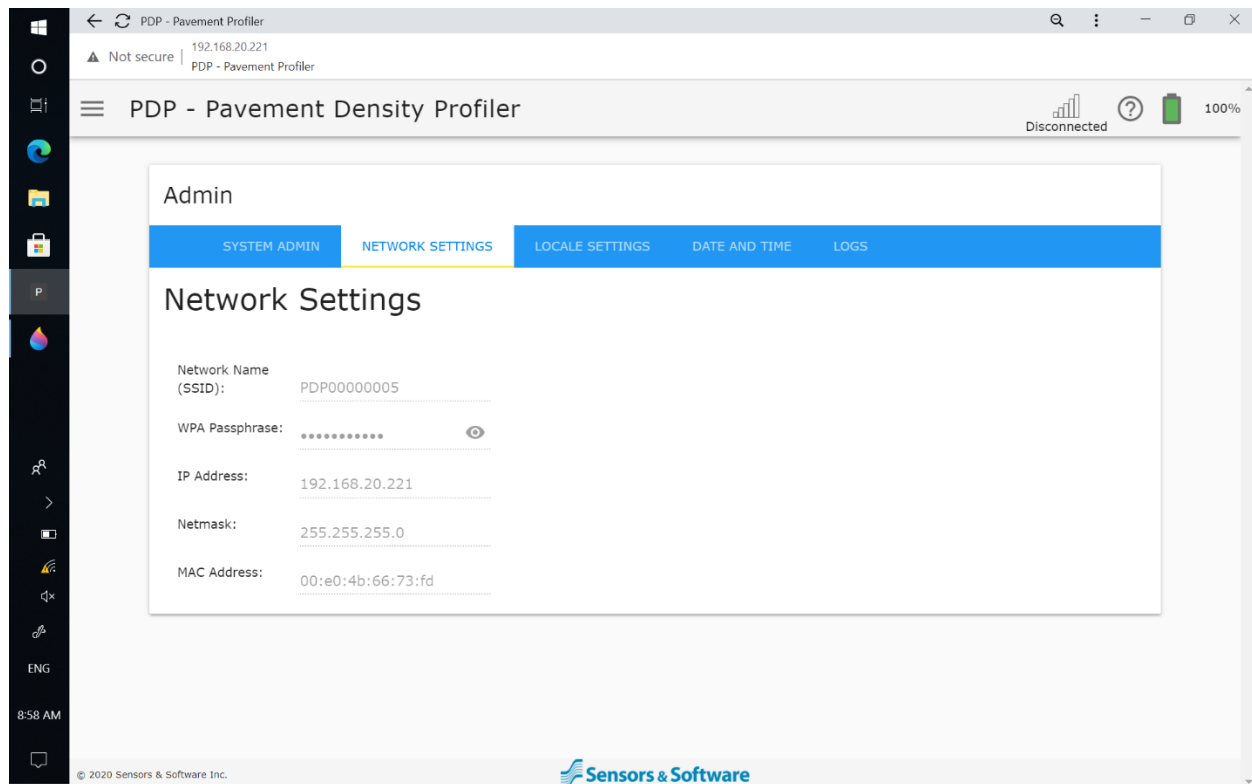 PDP - Pavement Profiler
Not secure
192.168.20.221
PDP - Pavement Profiler
PDP - Pavement Density Profiler
Disconnected
100%
Admin
SYSTEM ADMIN
NETWORK SETTINGS
LOCALE SETTINGS
DATE AND TIME
LOGS
Network Settings
Network Name
(SSID):
PDP00000005
WPA Passphrase:
•••••••••••
IP Address:
192.168.20.221
Netmask:
255.255.255.0
MAC Address:
00:e0:4b:66:73:fd
P
ENG
8:58 AM
© 2020 Sensors & Software Inc.
Sensors & Software